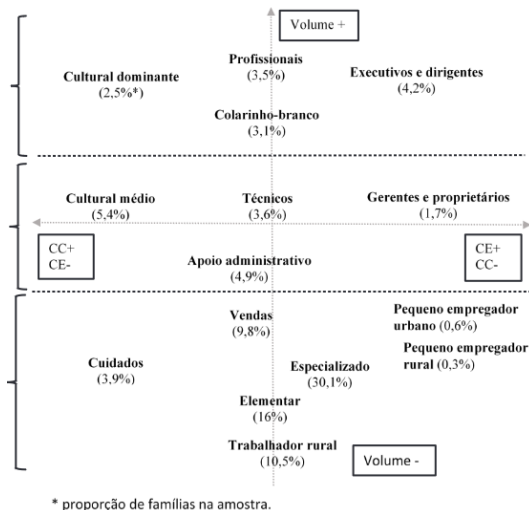 Volume +
Profissionais
(3,5%)
Cultural dominante
(2,5%*)
Executivos e dirigentes
(4,2%)
Colarinho-branco
(3,1%)
Cultural médio
(5,4%)
Técnicos
(3,6%)
Gerentes e proprietários
(1,7%)
CC+
CE-
CE+
CC-
Apoio administrativo
(4,9%)
Vendas
(9,8%)
Pequeno empregador
urbano (0,6%)
Pequeno empregador
rural (0,3%)
Cuidados
(3,9%)
Especializado
(30,1%)
Elementar
(16%)
Trabalhador rural
(10,5%)
Volume -
* proporção de famílias na amostra.